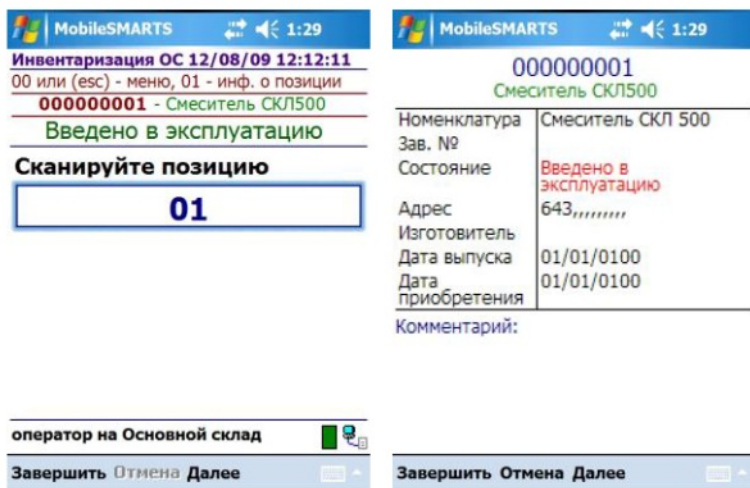 MobileSMARTS 1:29
Инвентаризация ОС 12/08/09 12:12:11
00 или (esc) - меню, 01 - инф. о позиции
000000001 - Смеситель СКЛ500
Введено в эксплуатацию
Сканируйте позицию
01
оператор на Основной склад
Завершить Отмена Далее
MobileSMARTS 1:29
000000001
Смеситель СКЛ500
Номенклатура Смеситель СКЛ 500
Зав. №
Состояние Введено в
эксплуатацию
Адрес 643,,,,,,,,,
Изготовитель
Дата выпуска 01/01/0100
Дата 01/01/0100
приобретения
Комментарий:
Завершить Отмена Далее